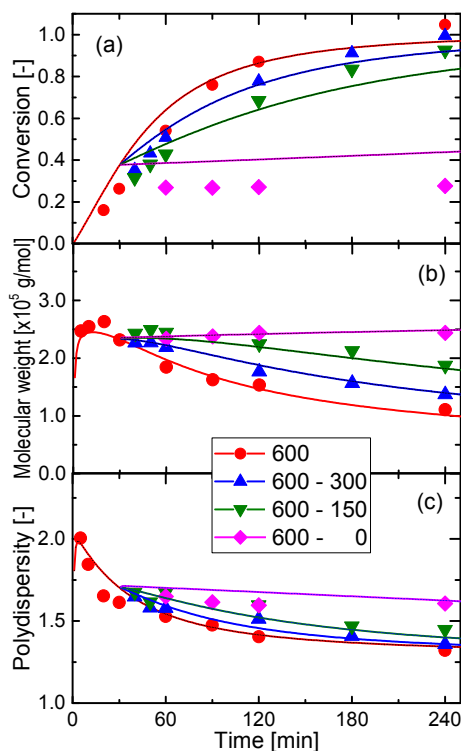 (a)
Conversion [-]
1.0
0.8
0.6
0.4
0.2
0.0
(b)
Molecular weight [x10⁵ g/mol]
3.0
2.0
1.0
0.0
600
600 - 300
600 - 150
600 - 0
(c)
Polydispersity [-]
2.0
1.5
1.0
0 60 120 180 240
Time [min]